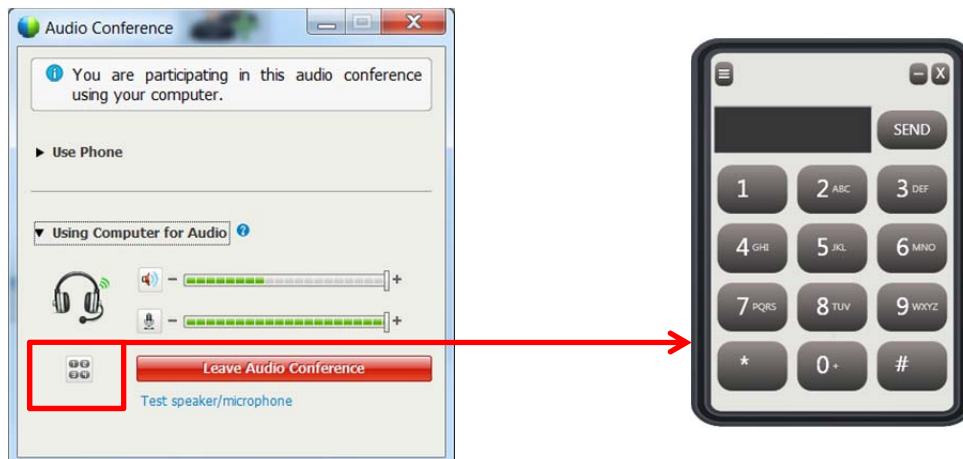 Audio Conference
You are participating in this audio conference
using your computer.
Use Phone
Using Computer for Audio
Leave Audio Conference
Test speaker/microphone
SEND
1 2 ABC 3 DEF
4 GHI 5 JKL 6 MNO
7 PQRS 8 TUV 9 WXYZ
* 0 + #